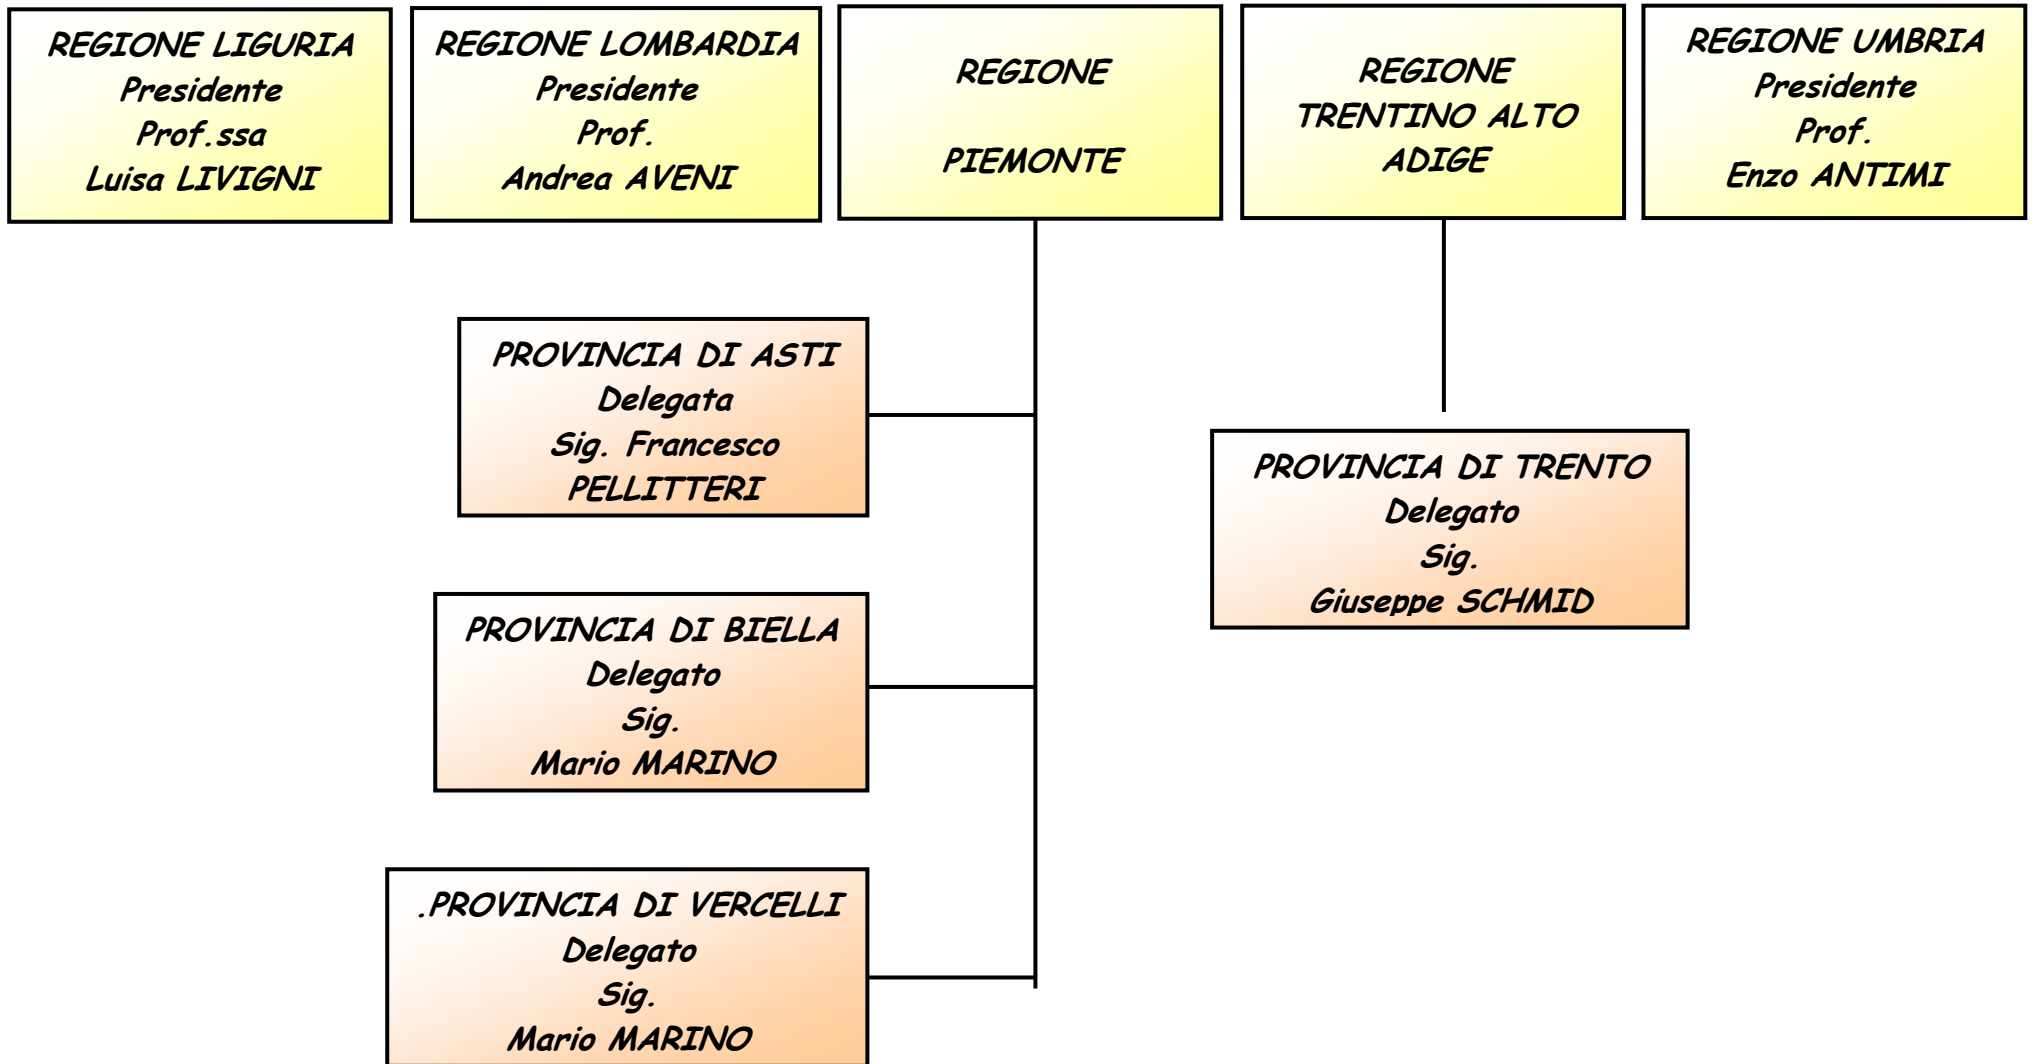 REGIONE LIGURIA
Presidente
Prof.ssa
Luisa LIVIGNI
REGIONE LOMBARDIA
Presidente
Prof.
Andrea AVENI
REGIONE
PIEMONTE
REGIONE
TRENTINO ALTO
ADIGE
REGIONE UMBRIA
Presidente
Prof.
Enzo ANTIMI
PROVINCIA DI ASTI
Delegata
Sig. Francesco
PELLITTERI
PROVINCIA DI TRENTO
Delegato
Sig.
Giuseppe SCHMID
PROVINCIA DI BIELLA
Delegato
Sig.
Mario MARINO
.PROVINCIA DI VERCELLI
Delegato
Sig.
Mario MARINO